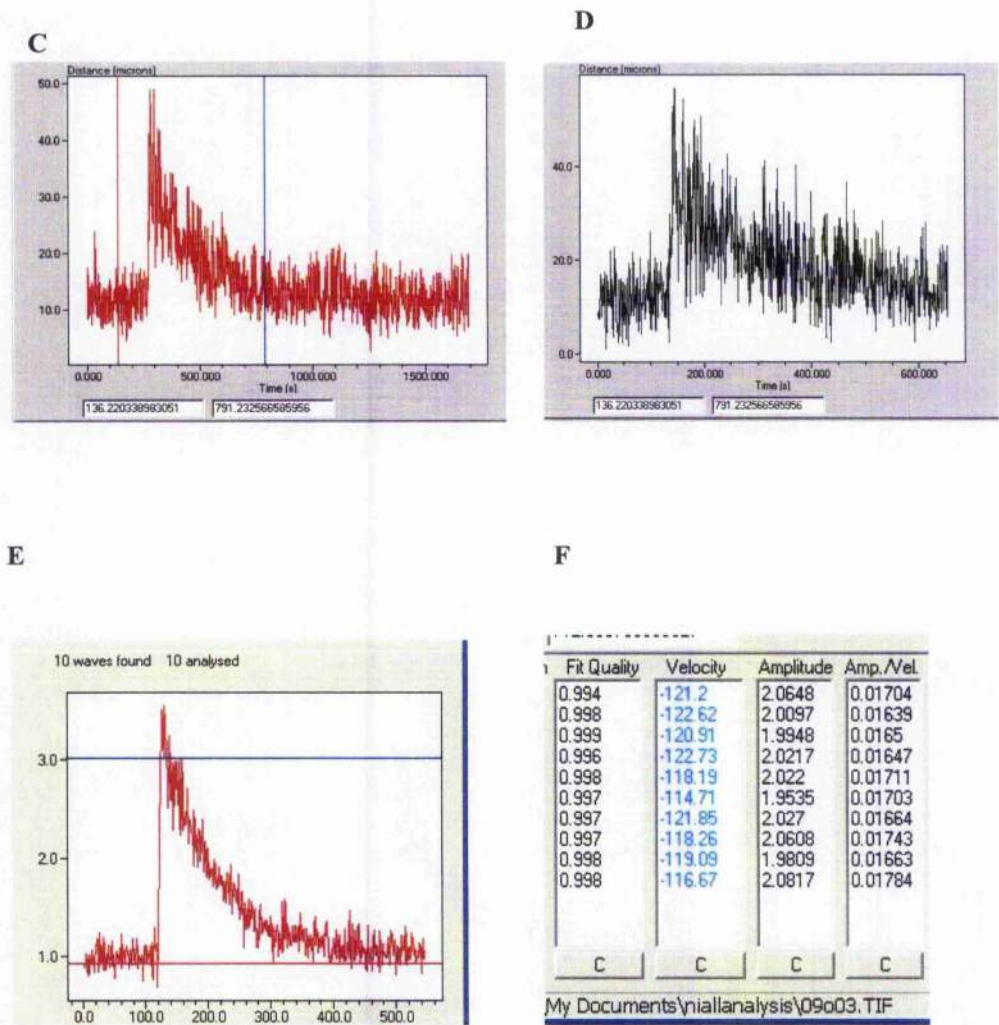 C
D
Distance (microns)
50.0
40.0
30.0
20.0
10.0
0.000 500.000 1000.000 1500.000
Time (s)
136.220338983051 791.232566585956
Distance (microns)
40.0
20.0
0.0
0.000 200.000 400.000 600.000
Time (s)
136.220338983051 791.232566585956
E
F
10 waves found 10 analysed
3.0
2.0
1.0
0.0 100.0 200.0 300.0 400.0 500.0
Fit Quality Velocity Amplitude Amp./Vel.
0.994 -121.2 2.0648 0.01704
0.998 -122.62 2.0097 0.01639
0.999 -120.91 1.9948 0.0165
0.996 -122.73 2.0217 0.01647
0.998 -118.19 2.022 0.01711
0.997 -114.71 1.9535 0.01703
0.997 -121.85 2.027 0.01664
0.997 -118.26 2.0608 0.01743
0.998 -119.09 1.9809 0.01663
0.998 -116.67 2.0817 0.01784
C C C C
My Documents\niallanalysis\09o03.TIF